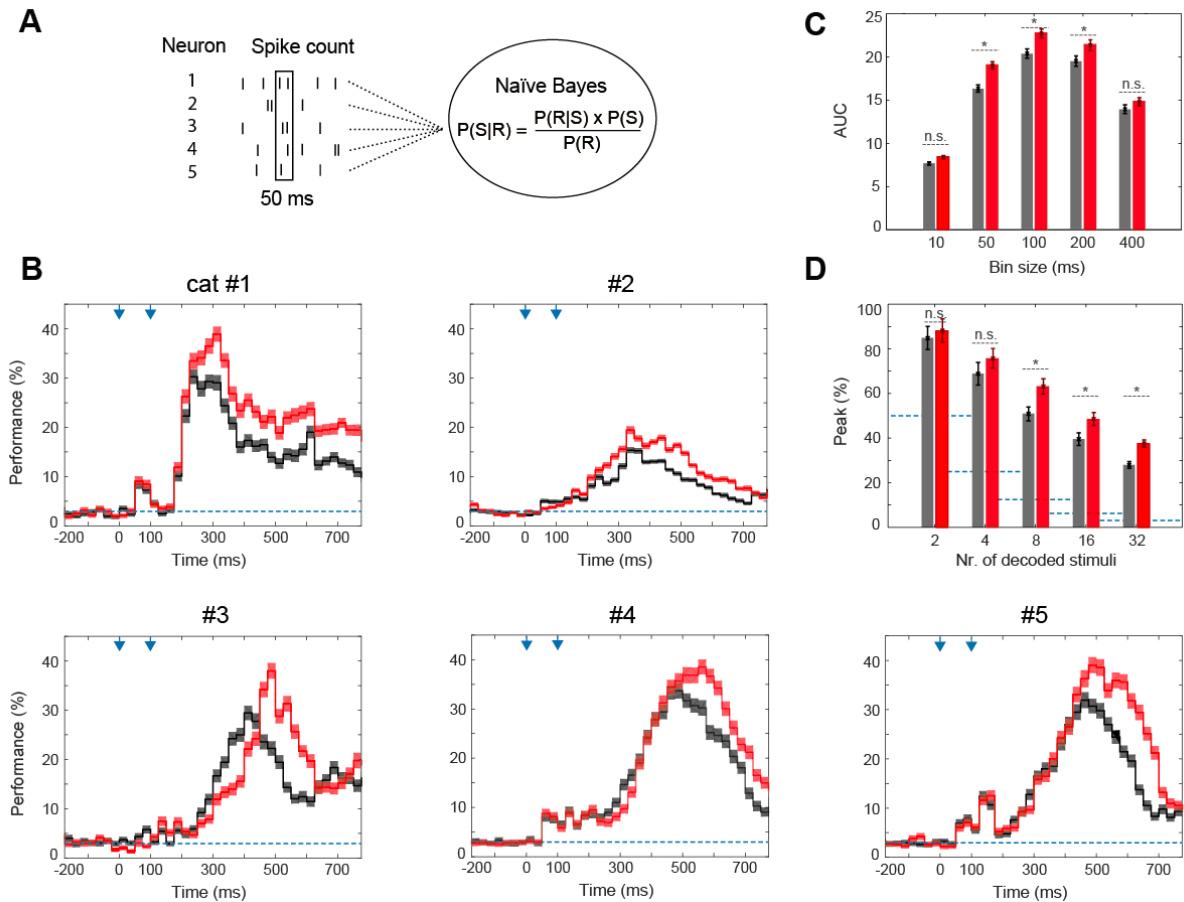 A
Neuron Spike count
1
2
3
4
5
50 ms
Naïve Bayes
P(S|R) = P(R|S) x P(S)
P(R)
C
AUC
25
20
15
10
5
0
n.s.
*
*
*
n.s.
10 50 100 200 400
Bin size (ms)
B
cat #1
Performance (%)
40
30
20
10
0
-200 0 100 300 500 700
Time (ms)
#2
40
30
20
10
0
-200 0 100 300 500 700
Time (ms)
D
Peak (%)
100
80
60
40
20
0
n.s.
n.s.
*
*
*
2 4 8 16 32
Nr. of decoded stimuli
#3
Performance (%)
40
30
20
10
0
-200 0 100 300 500 700
Time (ms)
#4
40
30
20
10
0
-200 0 100 300 500 700
Time (ms)
#5
40
30
20
10
0
-200 0 100 300 500 700
Time (ms)